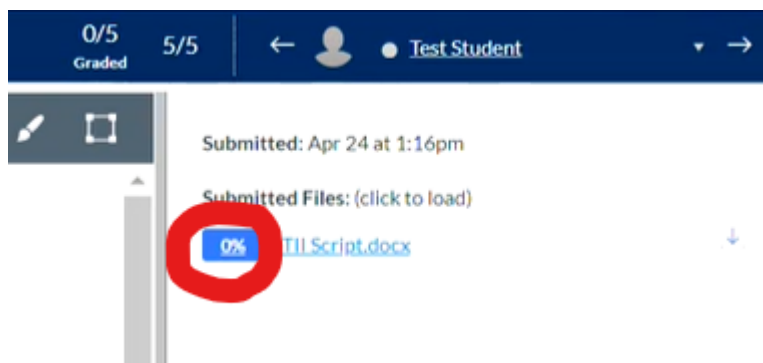 0/5
Graded
5/5
Test Student
Submitted: Apr 24 at 1:16pm
Submitted Files: (click to load)
0% TII Script.docx